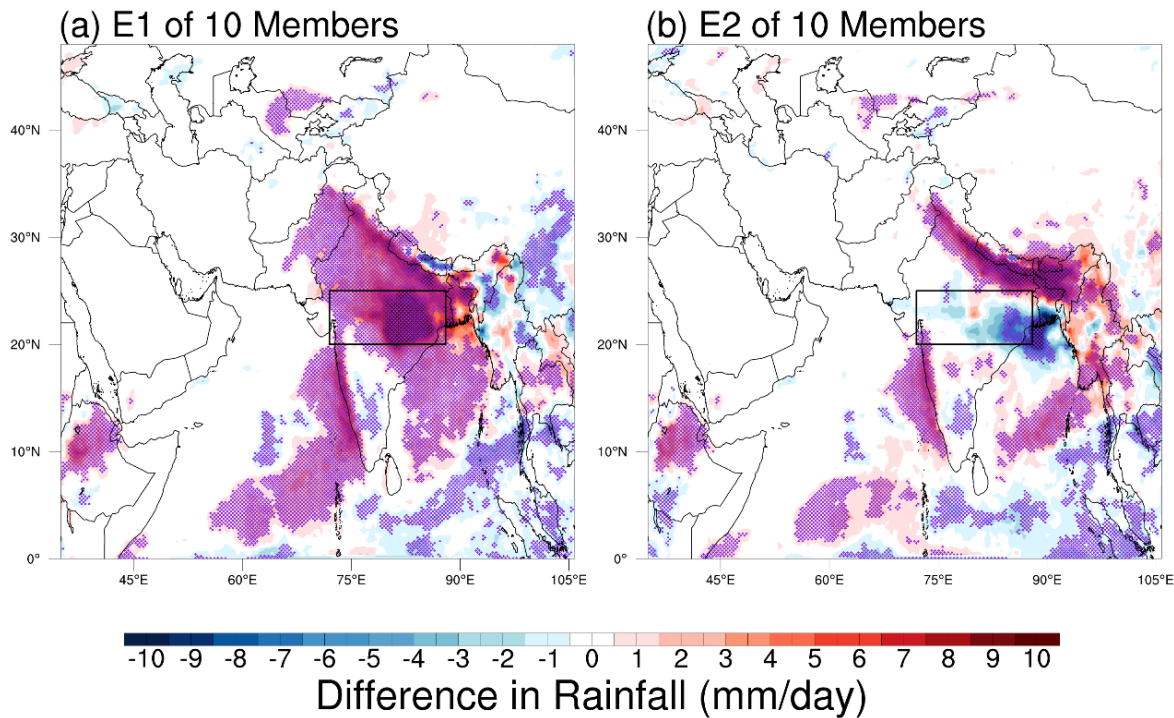 (a) E1 of 10 Members
(b) E2 of 10 Members
40°N
30°N
20°N
10°N
0°
45°E
60°E
75°E
90°E
105°E
40°N
30°N
20°N
10°N
0°
45°E
60°E
75°E
90°E
105°E
-10 -9 -8 -7 -6 -5 -4 -3 -2 -1 0 1 2 3 4 5 6 7 8 9 10
Difference in Rainfall (mm/day)